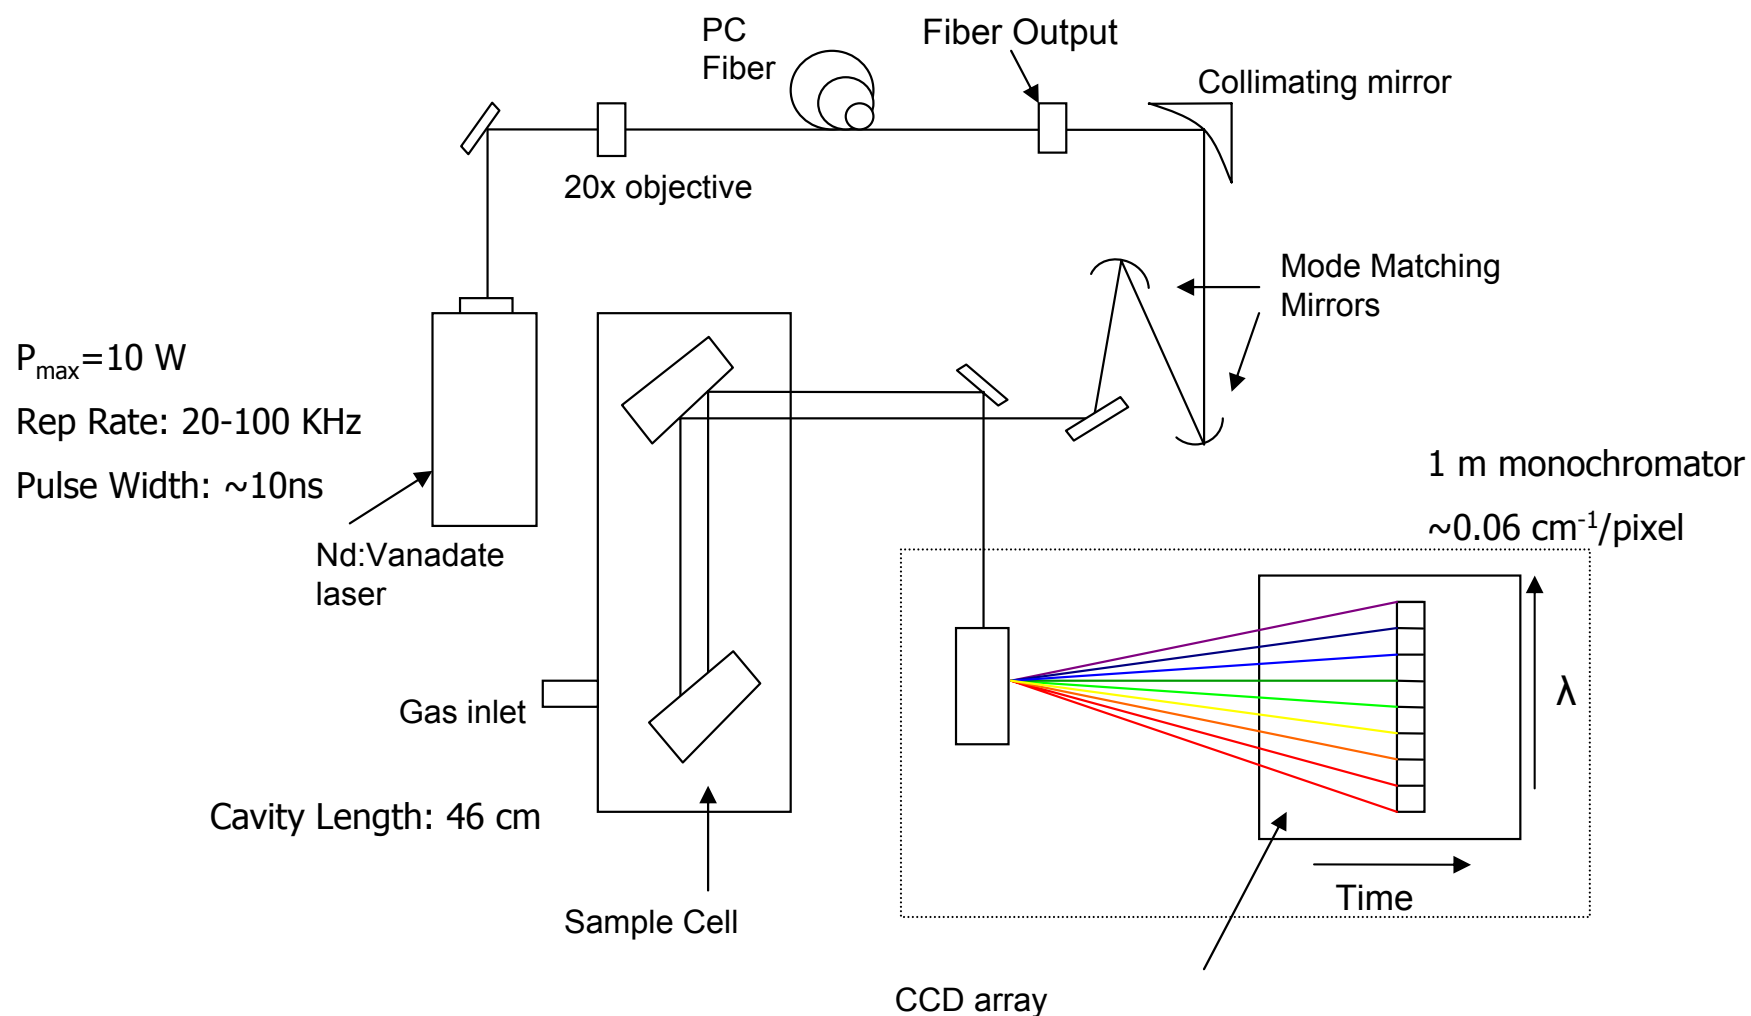 PC
Fiber
Fiber Output
Collimating mirror
20x objective
Mode Matching
Mirrors
Pmax=10 W
Rep Rate: 20-100 KHz
Pulse Width: ~10ns
1 m monochromator
~0.06 cm-1/pixel
Nd:Vanadate
laser
Gas inlet
λ
Cavity Length: 46 cm
Time
Sample Cell
CCD array